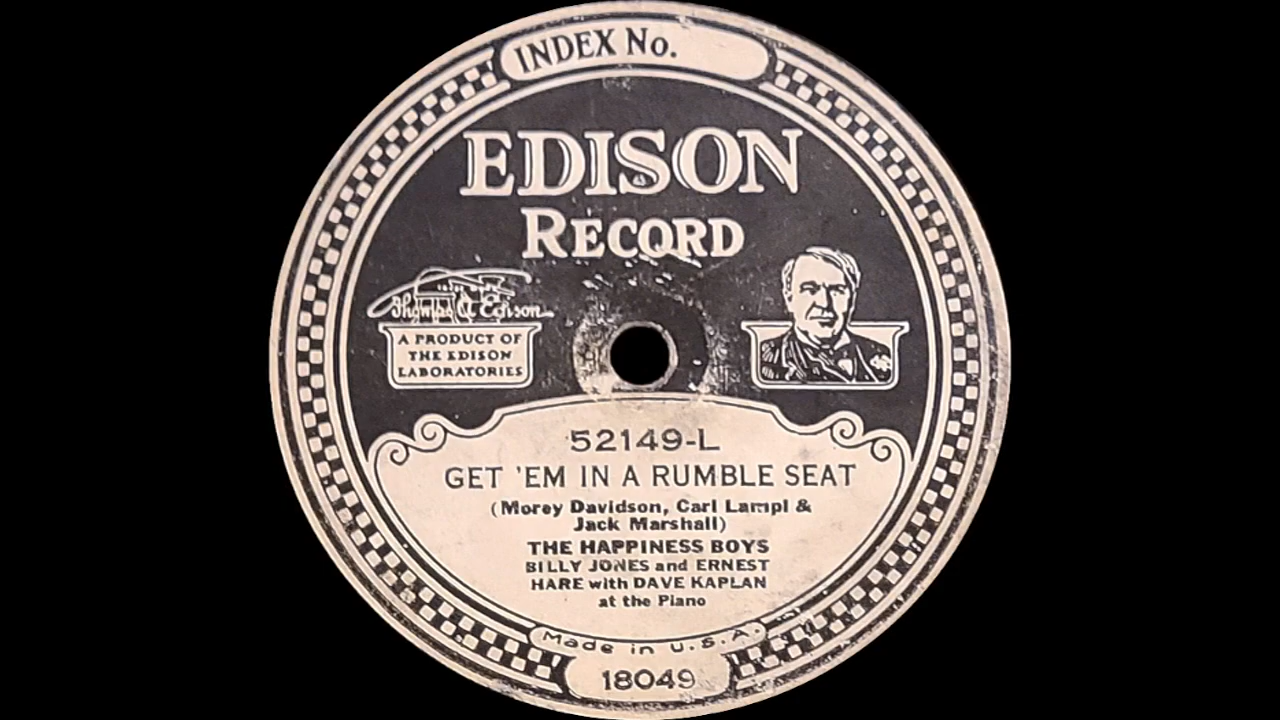 INDEX No.
EDISON
RECORD
Thomas A Edison
A PRODUCT OF
THE EDISON
LABORATORIES
52149-L
GET 'EM IN A RUMBLE SEAT
(Morey Davidson, Carl Lampl &
Jack Marshall)
THE HAPPINESS BOYS
BILLY JONES and ERNEST
HARE with DAVE KAPLAN
at the Piano
Made in U.S.A.
18049